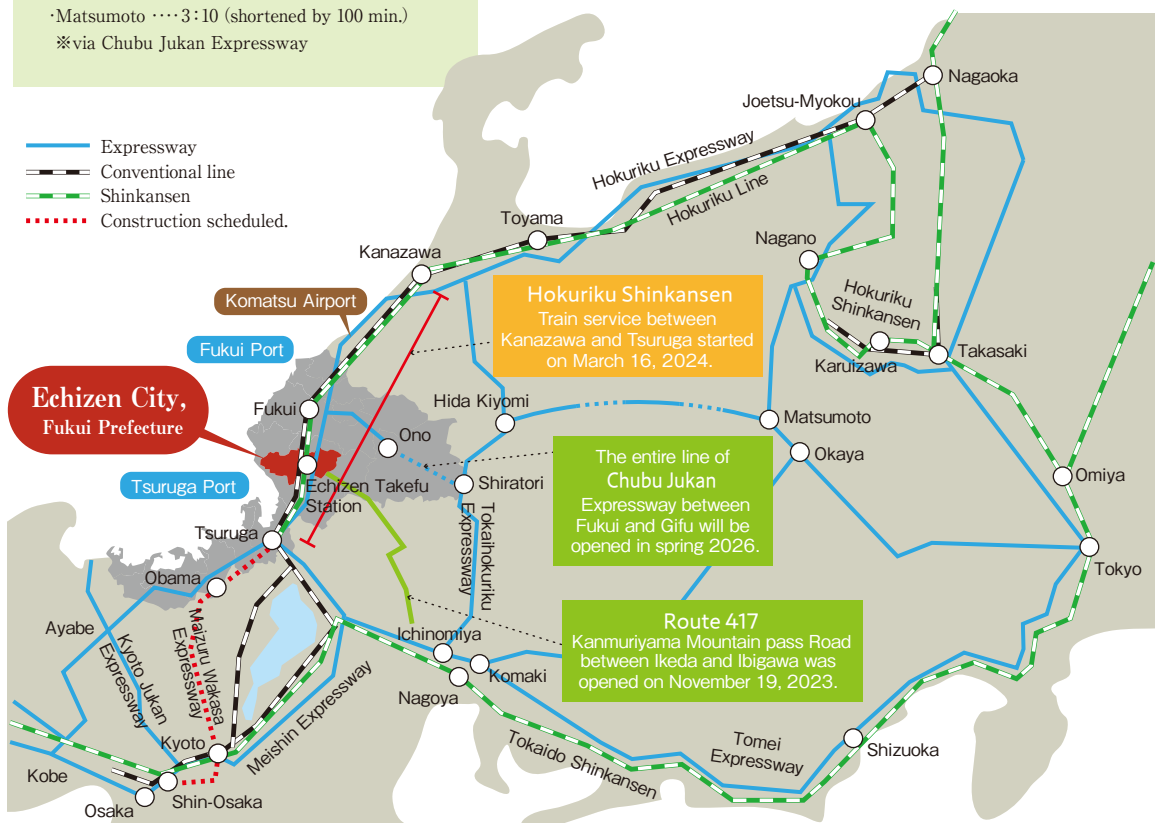 ·Matsumoto ····3:10 (shortened by 100 min.)
※via Chubu Jukan Expressway
Expressway
Conventional line
Shinkansen
Construction scheduled.
Nagaoka
Joetsu-Myokou
Hokuriku Expressway
Hokuriku Line
Toyama
Kanazawa
Nagano
Komatsu Airport
Hokuriku Shinkansen
Train service between
Kanazawa and Tsuruga started
on March 16, 2024.
Hokuriku
Shinkansen
Fukui Port
Karuizawa
Takasaki
Echizen City,
Fukui Prefecture
Fukui
Hida Kiyomi
Matsumoto
Ono
Okaya
The entire line of
Chubu Jukan
Expressway between
Fukui and Gifu will be
opened in spring 2026.
Tsuruga Port
Echizen Takefu
Station
Shiratori
Omiya
Tokaihokuriku
Expressway
Tsuruga
Tokyo
Obama
Ayabe
Kyoto Jukan
Expressway
Maizuru Wakasa
Expressway
Ichinomiya
Komaki
Nagoya
Route 417
Kanmuriyama Mountain pass Road
between Ikeda and Ibigawa was
opened on November 19, 2023.
Meishin Expressway
Kyoto
Tokaido Shinkansen
Tomei
Expressway
Shizuoka
Kobe
Osaka
Shin-Osaka